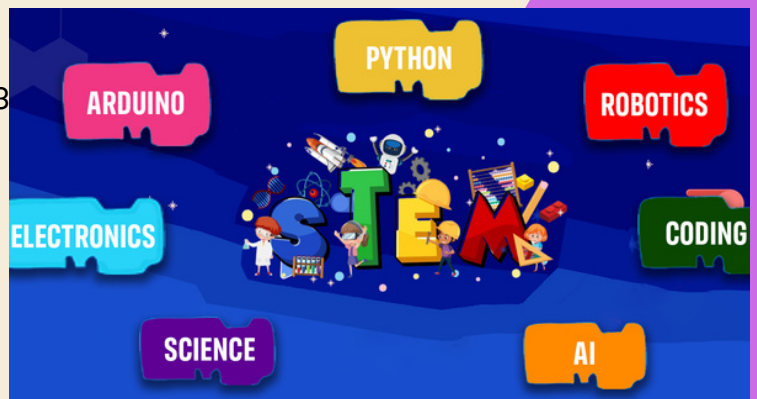 PYTHON
ARDUINO
ROBOTICS
STEM
ELECTRONICS
CODING
SCIENCE
AI